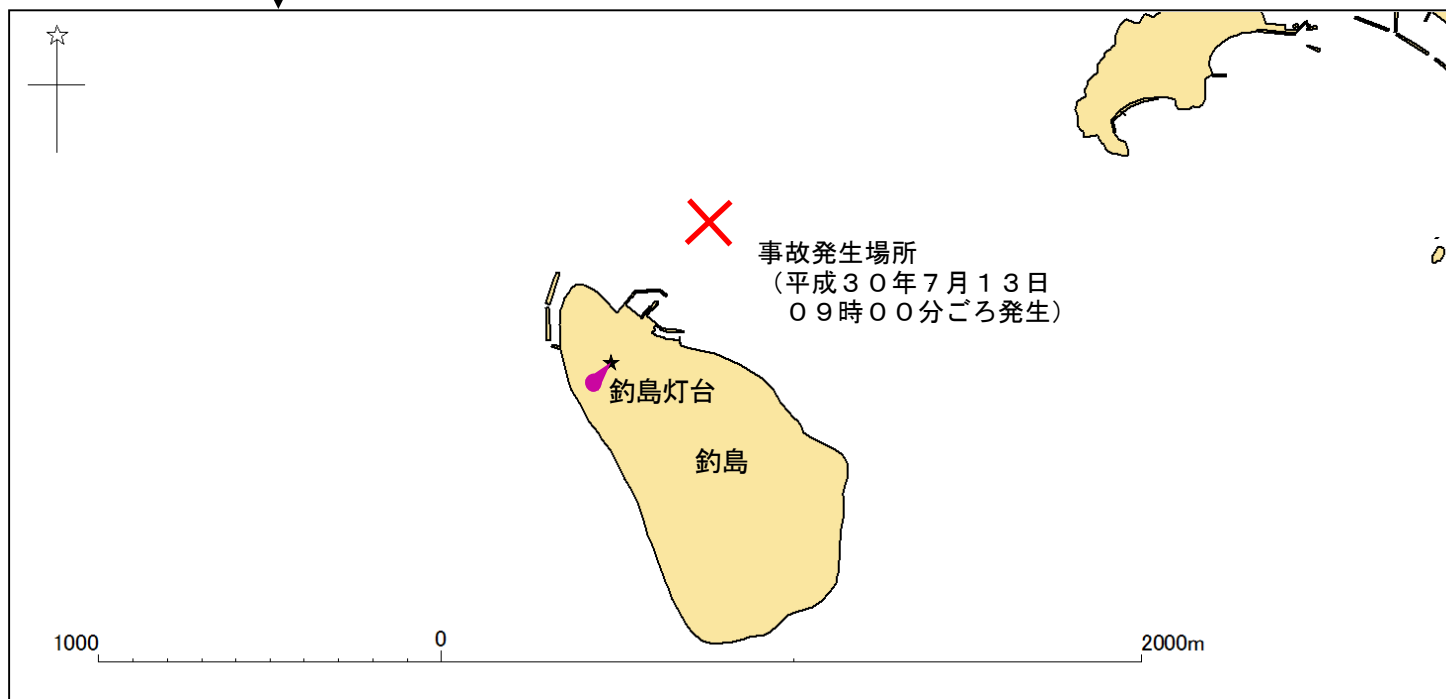 事故発生場所
（平成３０年７月１３日
０９時００分ごろ発生）
釣島灯台
釣島
1000 0 2000m